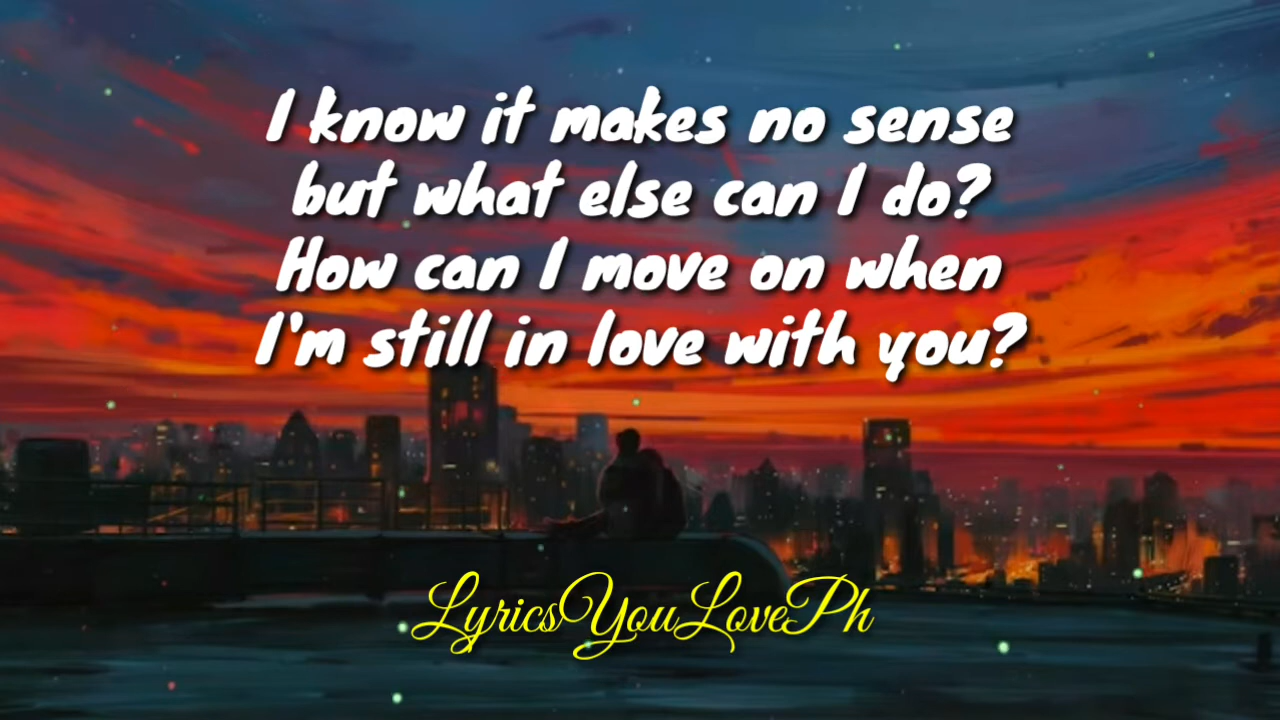 I know it makes no sense
but what else can I do?
How can I move on when
I'm still in love with you?
LyricsYouLovePh